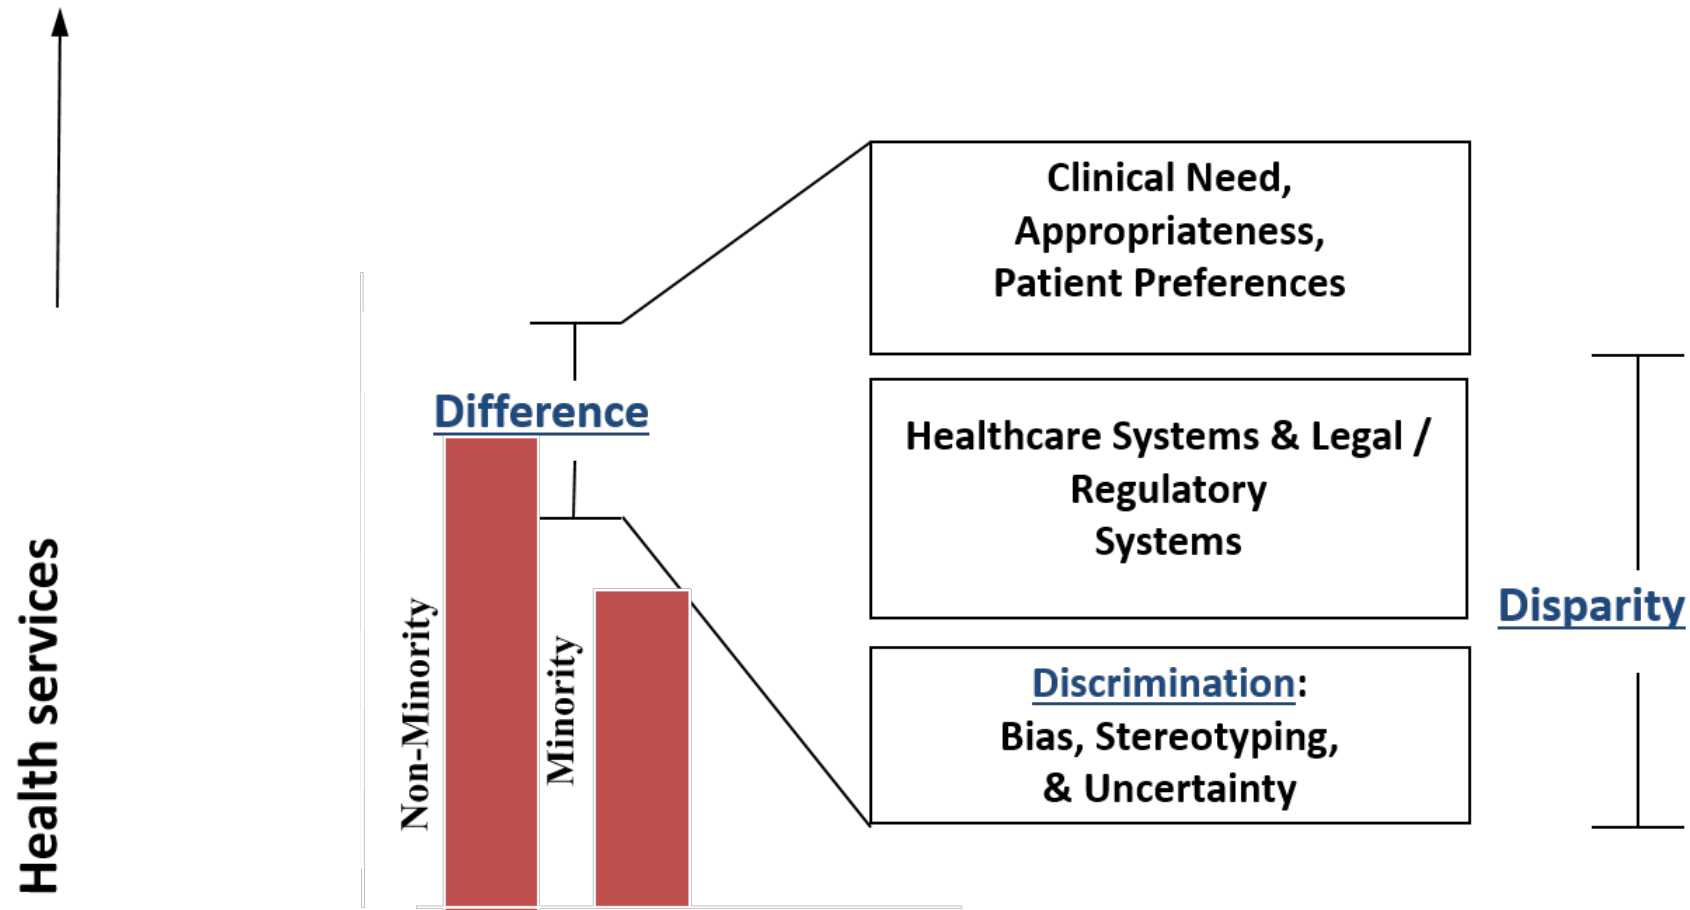 Health services
Non-Minority
Minority
Difference
Clinical Need,
Appropriateness,
Patient Preferences
Healthcare Systems & Legal /
Regulatory
Systems
Discrimination:
Bias, Stereotyping,
& Uncertainty
Disparity